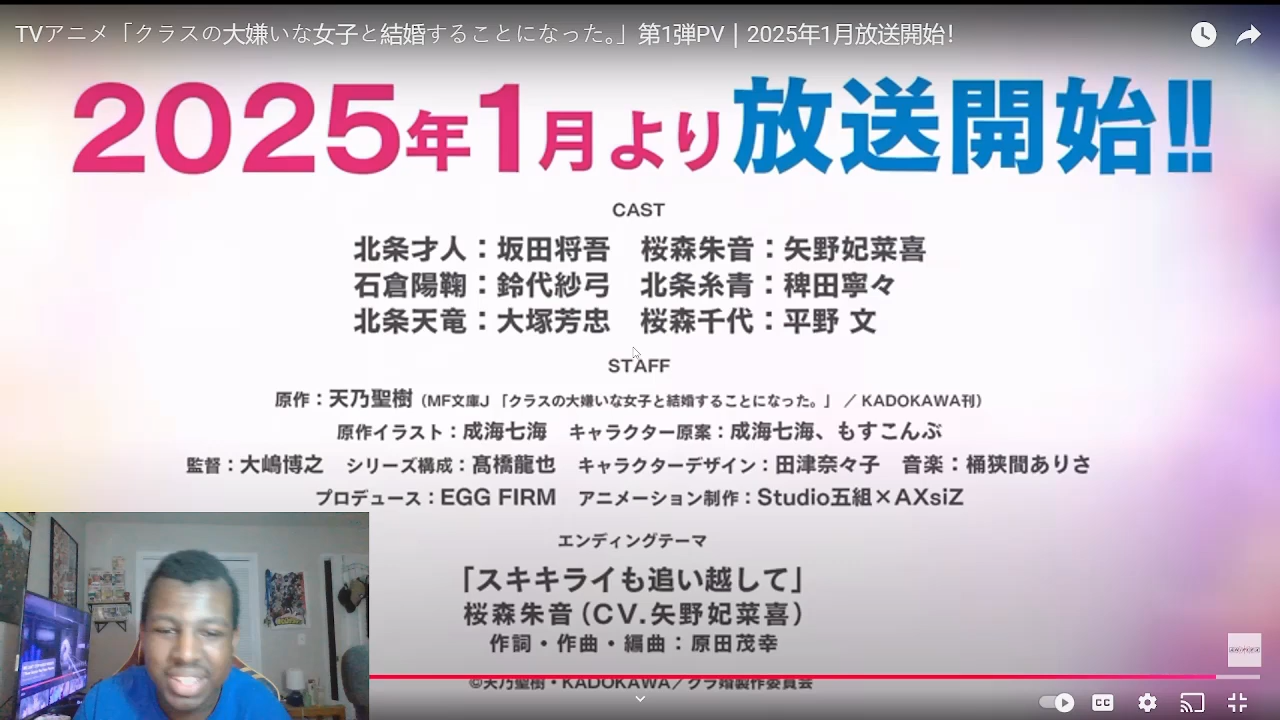 TVアニメ「クラスの大嫌いな女子と結婚することになった。」第1弾PV｜2025年1月放送開始!
2025年1月より放送開始!!
CAST
北条才人：坂田将吾　桜森朱音：矢野妃菜喜
石倉陽鞠：鈴代紗弓　北条糸青：稗田寧々
北条天竜：大塚芳忠　桜森千代：平野 文
STAFF
原作：天乃聖樹（MF文庫J「クラスの大嫌いな女子と結婚することになった。」／KADOKAWA刊）
原作イラスト：成海七海　キャラクター原案：成海七海、もすこんぶ
監督：大嶋博之　シリーズ構成：髙橋龍也　キャラクターデザイン：田津奈々子　音楽：桶狭間ありさ
プロデュース：EGG FIRM　アニメーション制作：Studio五組×AXsiZ
エンディングテーマ
「スキキライも追い越して」
桜森朱音（CV.矢野妃菜喜）
作詞・作曲・編曲：原田茂幸
©天乃聖樹・KADOKAWA／クラ婚製作委員会
CC